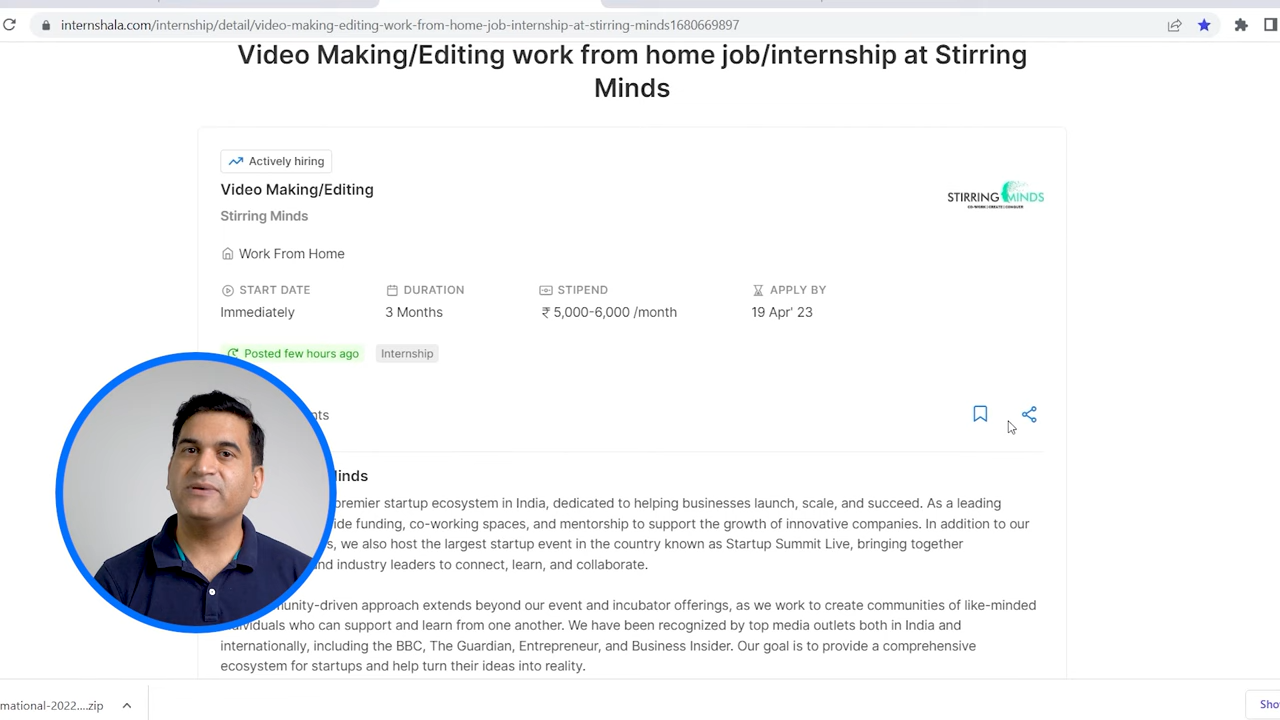 internshala.com/internship/detail/video-making-editing-work-from-home-job-internship-at-stirring-minds1680669897
Video Making/Editing work from home job/internship at Stirring
Minds
Actively hiring
Video Making/Editing
Stirring Minds
STIRRING MINDS
Work From Home
START DATE
DURATION
STIPEND
APPLY BY
Immediately
3 Months
₹ 5,000-6,000 /month
19 Apr' 23
Posted few hours ago
Internship
nts
Minds
premier startup ecosystem in India, dedicated to helping businesses launch, scale, and succeed. As a leading
ide funding, co-working spaces, and mentorship to support the growth of innovative companies. In addition to our
s, we also host the largest startup event in the country known as Startup Summit Live, bringing together
nd industry leaders to connect, learn, and collaborate.
unity-driven approach extends beyond our event and incubator offerings, as we work to create communities of like-minded
individuals who can support and learn from one another. We have been recognized by top media outlets both in India and
internationally, including the BBC, The Guardian, Entrepreneur, and Business Insider. Our goal is to provide a comprehensive
ecosystem for startups and help turn their ideas into reality.
mational-2022....zip
Sho